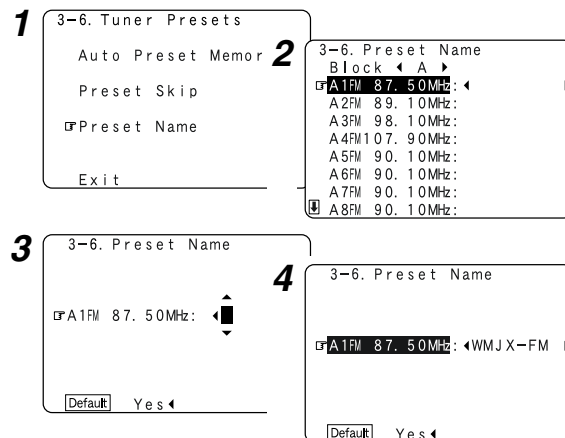 1
3-6. Tuner Presets
Auto Preset Memor
Preset Skip
☞Preset Name
Exit
2
3-6. Preset Name
Block ◀ A ▶
☞A1FM 87. 50MHz: ◀
A2FM 89. 10MHz:
A3FM 98. 10MHz:
A4FM107. 90MHz:
A5FM 90. 10MHz:
A6FM 90. 10MHz:
A7FM 90. 10MHz:
A8FM 90. 10MHz:
3
3-6. Preset Name
☞A1FM 87. 50MHz: ◀
Default Yes◀
4
3-6. Preset Name
☞A1FM 87. 50MHz: ◀WMJX-FM
Default Yes◀